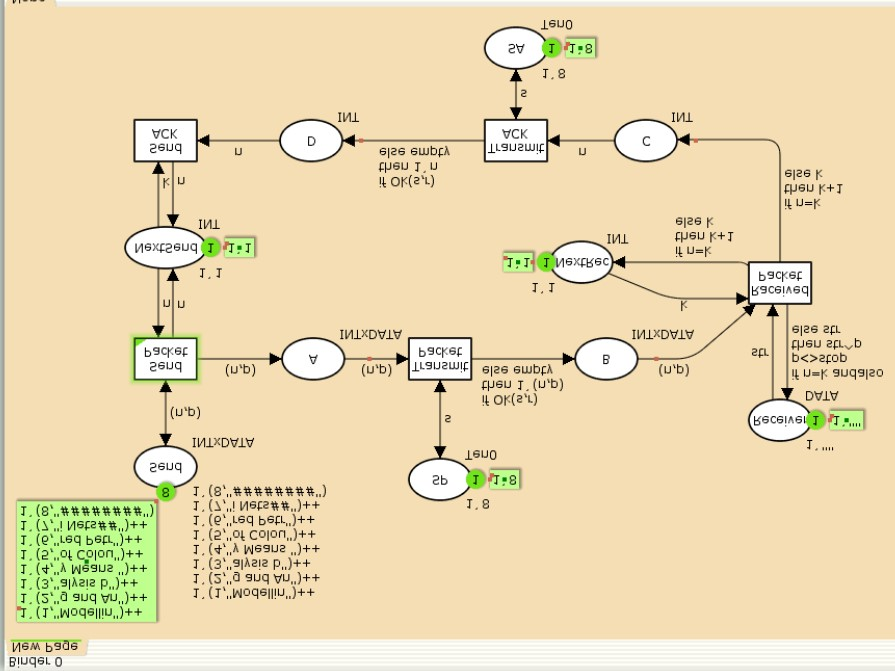 Binder 0
New Page
1`(1,"Modellin")++
1`(2,"g and An")++
1`(3,"alysis b")++
1`(4,"y Means ")++
1`(5,"of Colou")++
1`(6,"red Petr")++
1`(7,"i Nets##")++
1`(8,"########")
1`(1,"Modellin")++
1`(2,"g and An")++
1`(3,"alysis b")++
1`(4,"y Means ")++
1`(5,"of Colou")++
1`(6,"red Petr")++
1`(7,"i Nets##")++
1`(8,"########")
8
Send
INTxDATA
(n,p)
1`8
SP
1
1`8
Ten0
s
1`""
Receiver
1
1`""
DATA
Send
Packet
(n,p)
A
INTxDATA
(n,p)
Transmit
Packet
if Ok(s,r)
then 1`(n,p)
else empty
B
INTxDATA
(n,p)
str
if n=k andalso
p<>stop
then str^p
else str
n
n
1`1
NextSend
1
1`1
INT
1`1
1`1
1
NextRec
INT
k
if n=k
then k+1
else k
Received
Packet
k
n
if n=k
then k+1
else k
Send
ACK
n
D
INT
if Ok(s,r)
then 1`n
else empty
Transmit
ACK
n
C
INT
s
1`8
SA
1
1`8
Ten0